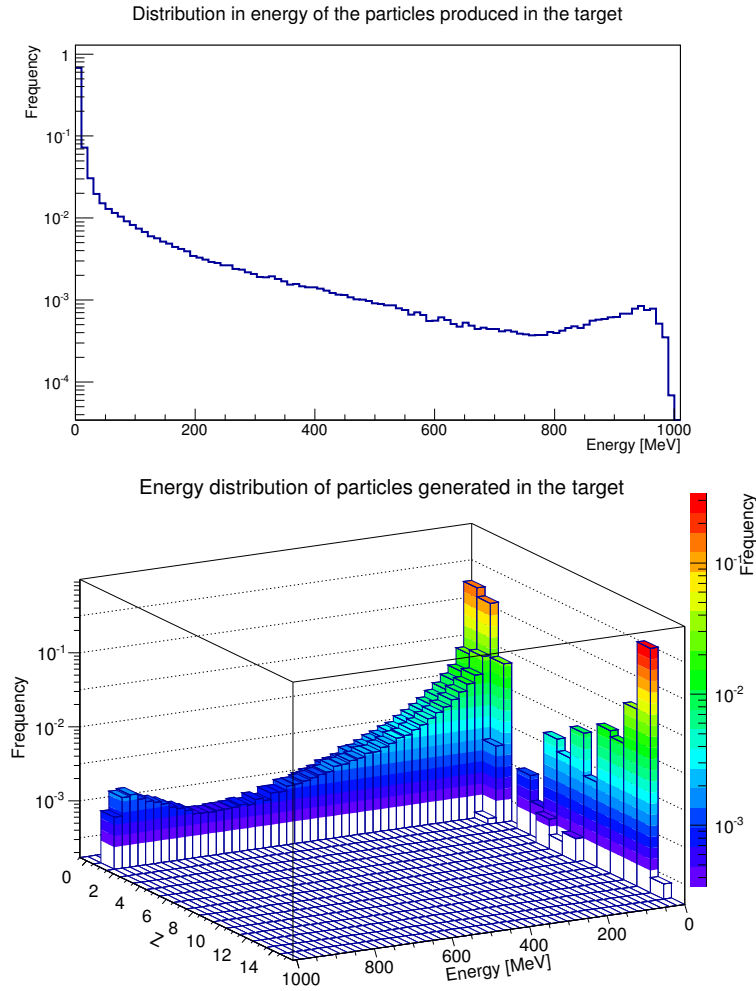 Distribution in energy of the particles produced in the target
Frequency
1
10⁻¹
10⁻²
10⁻³
10⁻⁴
0 200 400 600 800 1000
Energy [MeV]
Energy distribution of particles generated in the target
Frequency
10⁻¹
10⁻²
10⁻³
Frequency
10⁻¹
10⁻²
10⁻³
0 2 4 6 8 10 12 14
Z
1000 800 600 400 200 0
Energy [MeV]